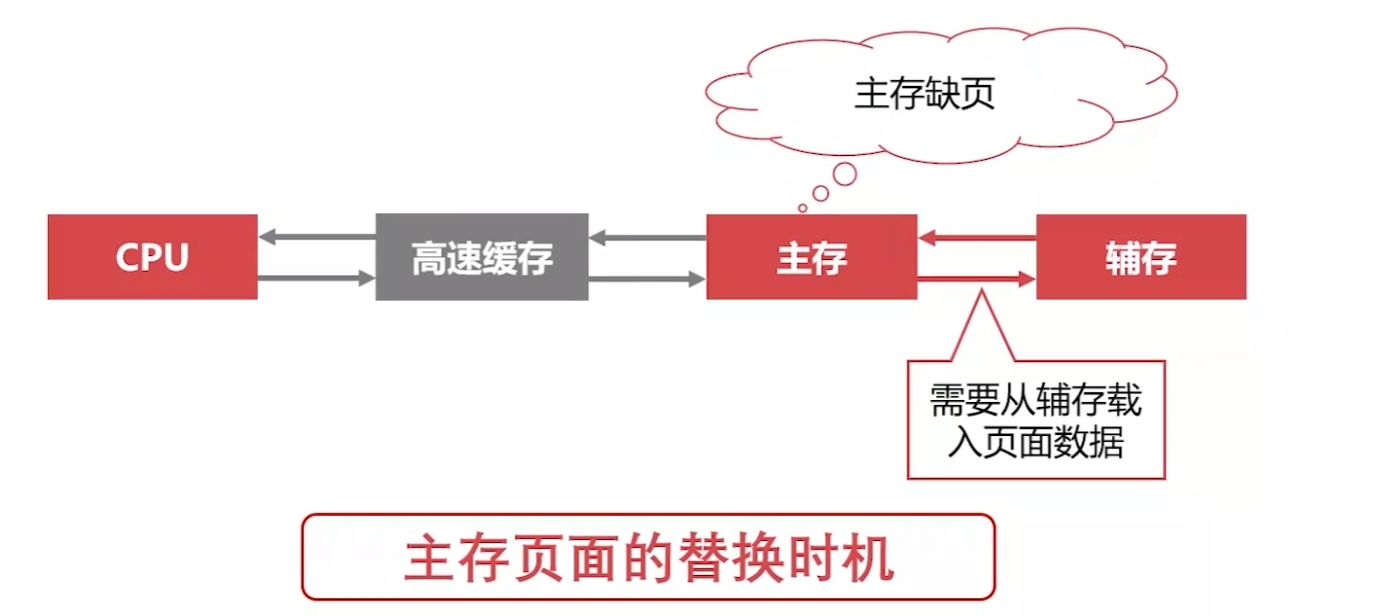 主存缺页
CPU
高速缓存
主存
辅存
需要从辅存载
入页面数据
主存页面的替换时机